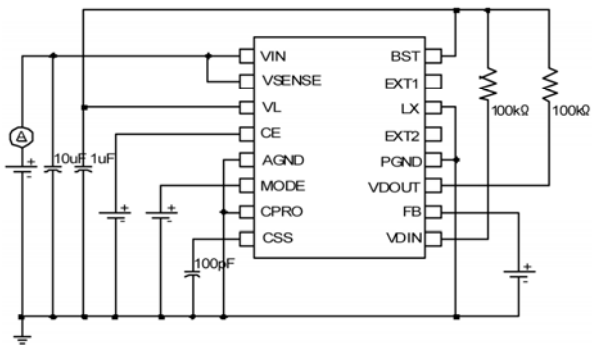 VIN
VSENSE
VL
CE
AGND
MODE
CPRO
CSS
BST
EXT1
LX
EXT2
PGND
VDOUT
FB
VDIN
100kΩ
100kΩ
10uF
1uF
100pF
A
+
-
+
-
+
-
+
-